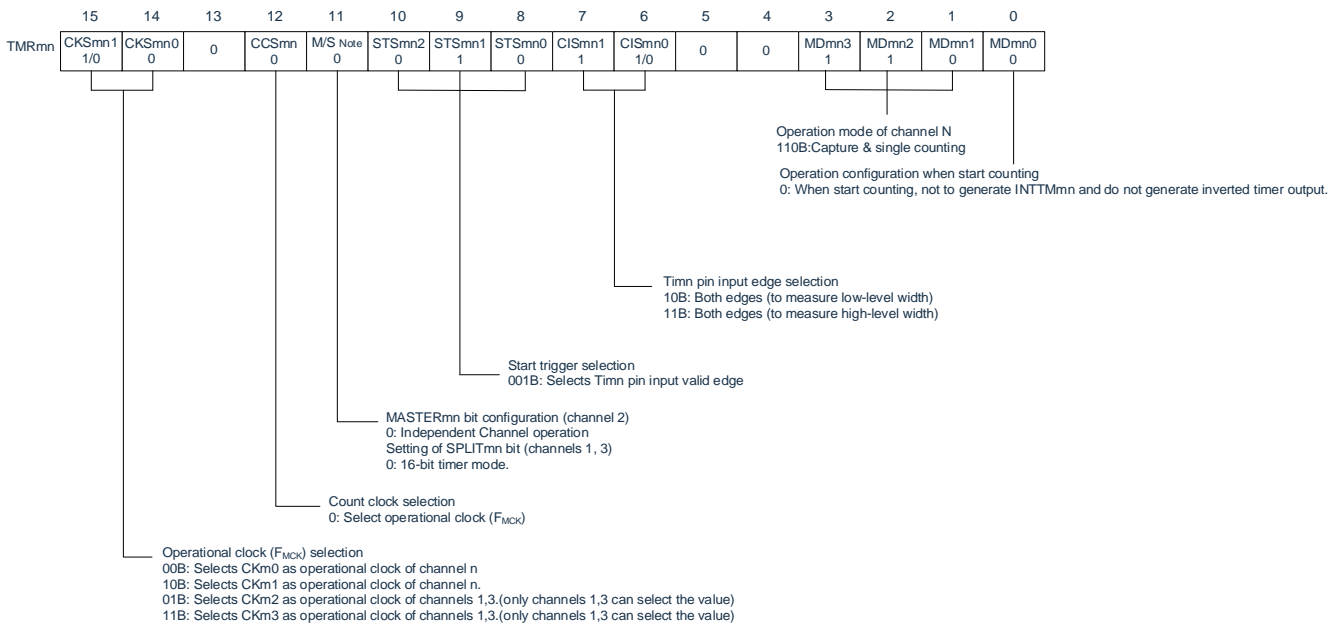 15 14 13 12 11 10 9 8 7 6 5 4 3 2 1 0
TMRmn CKSmn1 CKSmn0 0 CCSmn M/S Note STSmn2 STSmn1 STSmn0 CISmn1 CISmn0 0 0 MDmn3 MDmn2 MDmn1 MDmn0
1/0 0 0 0 0 1 0 1 1/0 1 1 0 0
Operation mode of channel N
110B:Capture & single counting
Operation configuration when start counting
0: When start counting, not to generate INTTMmn and do not generate inverted timer output.
Timn pin input edge selection
10B: Both edges (to measure low-level width)
11B: Both edges (to measure high-level width)
Start trigger selection
001B: Selects Timn pin input valid edge
MASTERmn bit configuration (channel 2)
0: Independent Channel operation
Setting of SPLITmn bit (channels 1, 3)
0: 16-bit timer mode.
Count clock selection
0: Select operational clock (FMCK)
Operational clock (FMCK) selection
00B: Selects CKm0 as operational clock of channel n
10B: Selects CKm1 as operational clock of channel n.
01B: Selects CKm2 as operational clock of channels 1,3.(only channels 1,3 can select the value)
11B: Selects CKm3 as operational clock of channels 1,3.(only channels 1,3 can select the value)